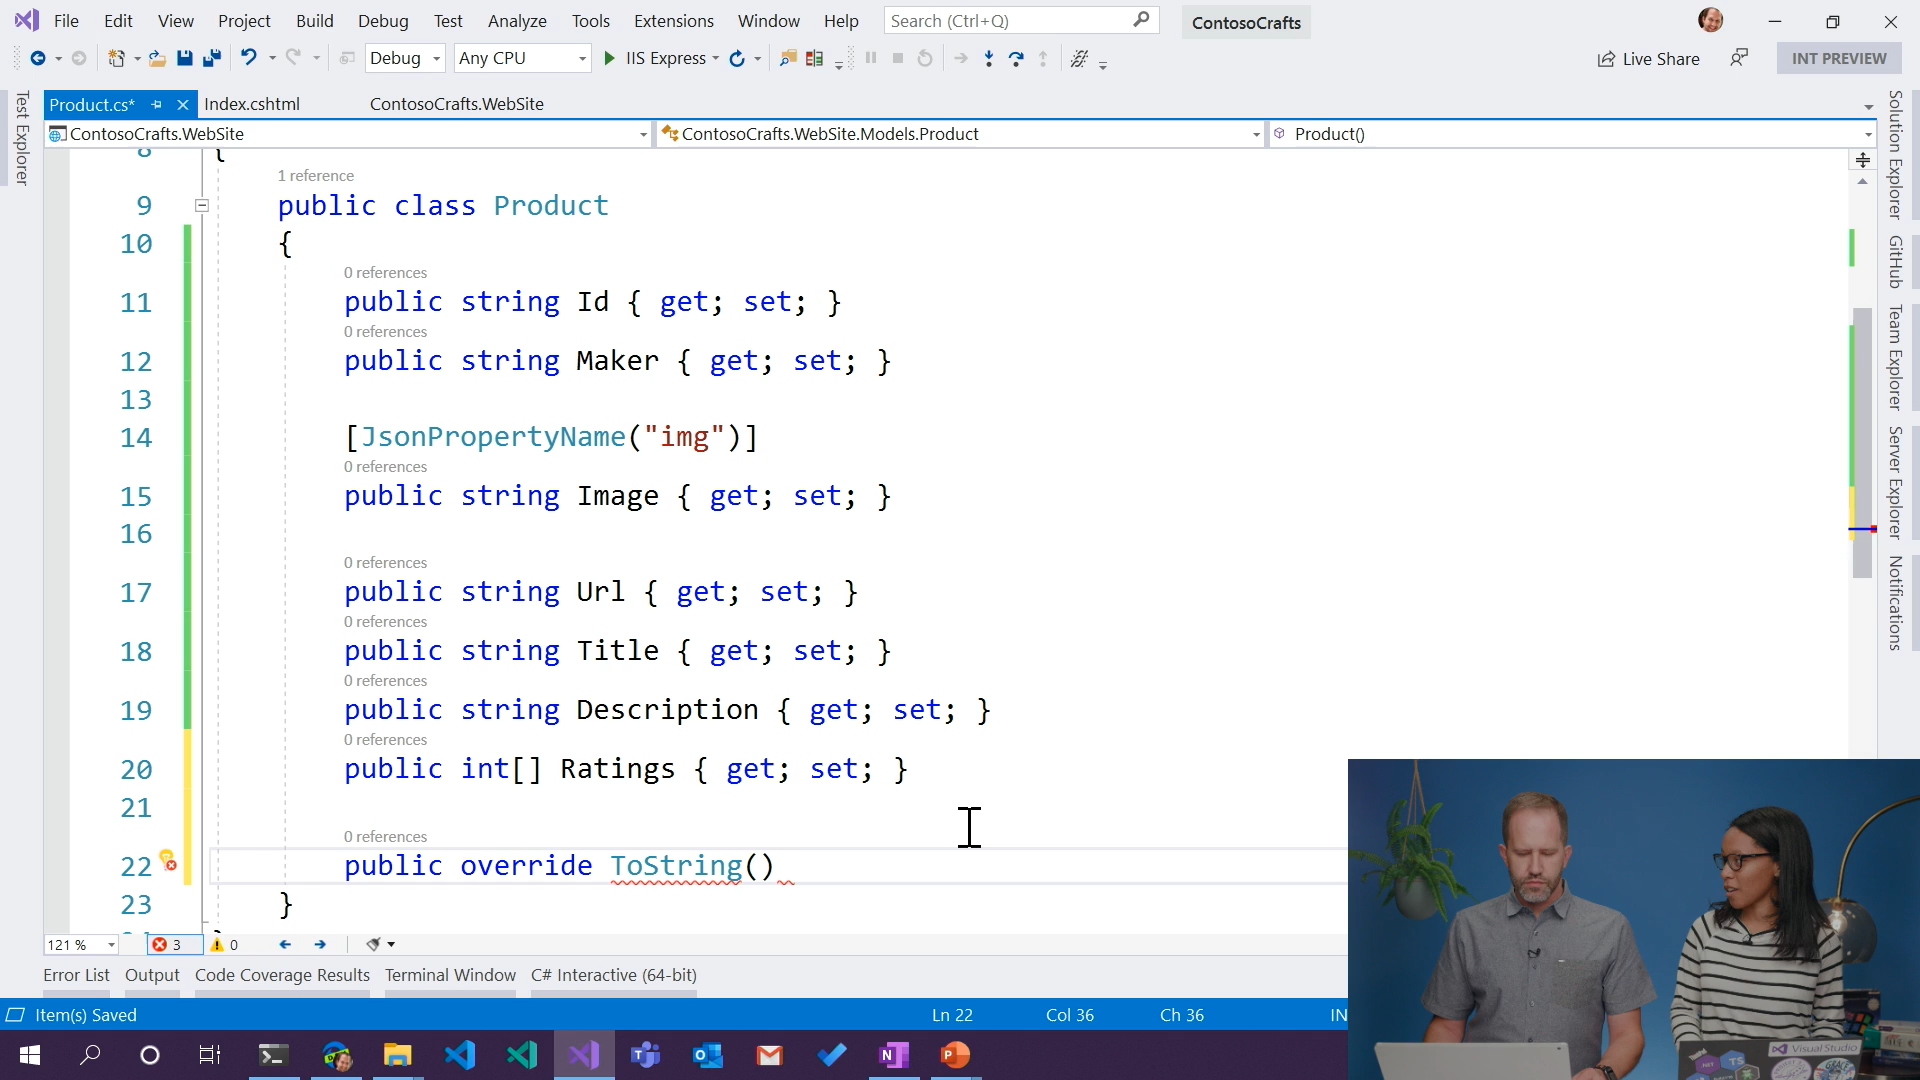 File Edit View Project Build Debug Test Analyze Tools Extensions Window Help Search (Ctrl+Q) ContosoCrafts
Debug Any CPU IIS Express Live Share INT PREVIEW
Product.cs* Index.cshtml ContosoCrafts.WebSite
ContosoCrafts.WebSite ContosoCrafts.WebSite.Models.Product Product()
Test Explorer
8 {
1 reference
9 public class Product
10 {
0 references
11 public string Id { get; set; }
0 references
12 public string Maker { get; set; }
13
14 [JsonPropertyName("img")]
0 references
15 public string Image { get; set; }
16
0 references
17 public string Url { get; set; }
0 references
18 public string Title { get; set; }
0 references
19 public string Description { get; set; }
0 references
20 public int[] Ratings { get; set; }
21
0 references
22 public override ToString()
23 }
Solution Explorer
GitHub
Team Explorer
Server Explorer
Notifications
121 % 3 0
Error List Output Code Coverage Results Terminal Window C# Interactive (64-bit)
Item(s) Saved Ln 22 Col 36 Ch 36 IN
Visual Studio